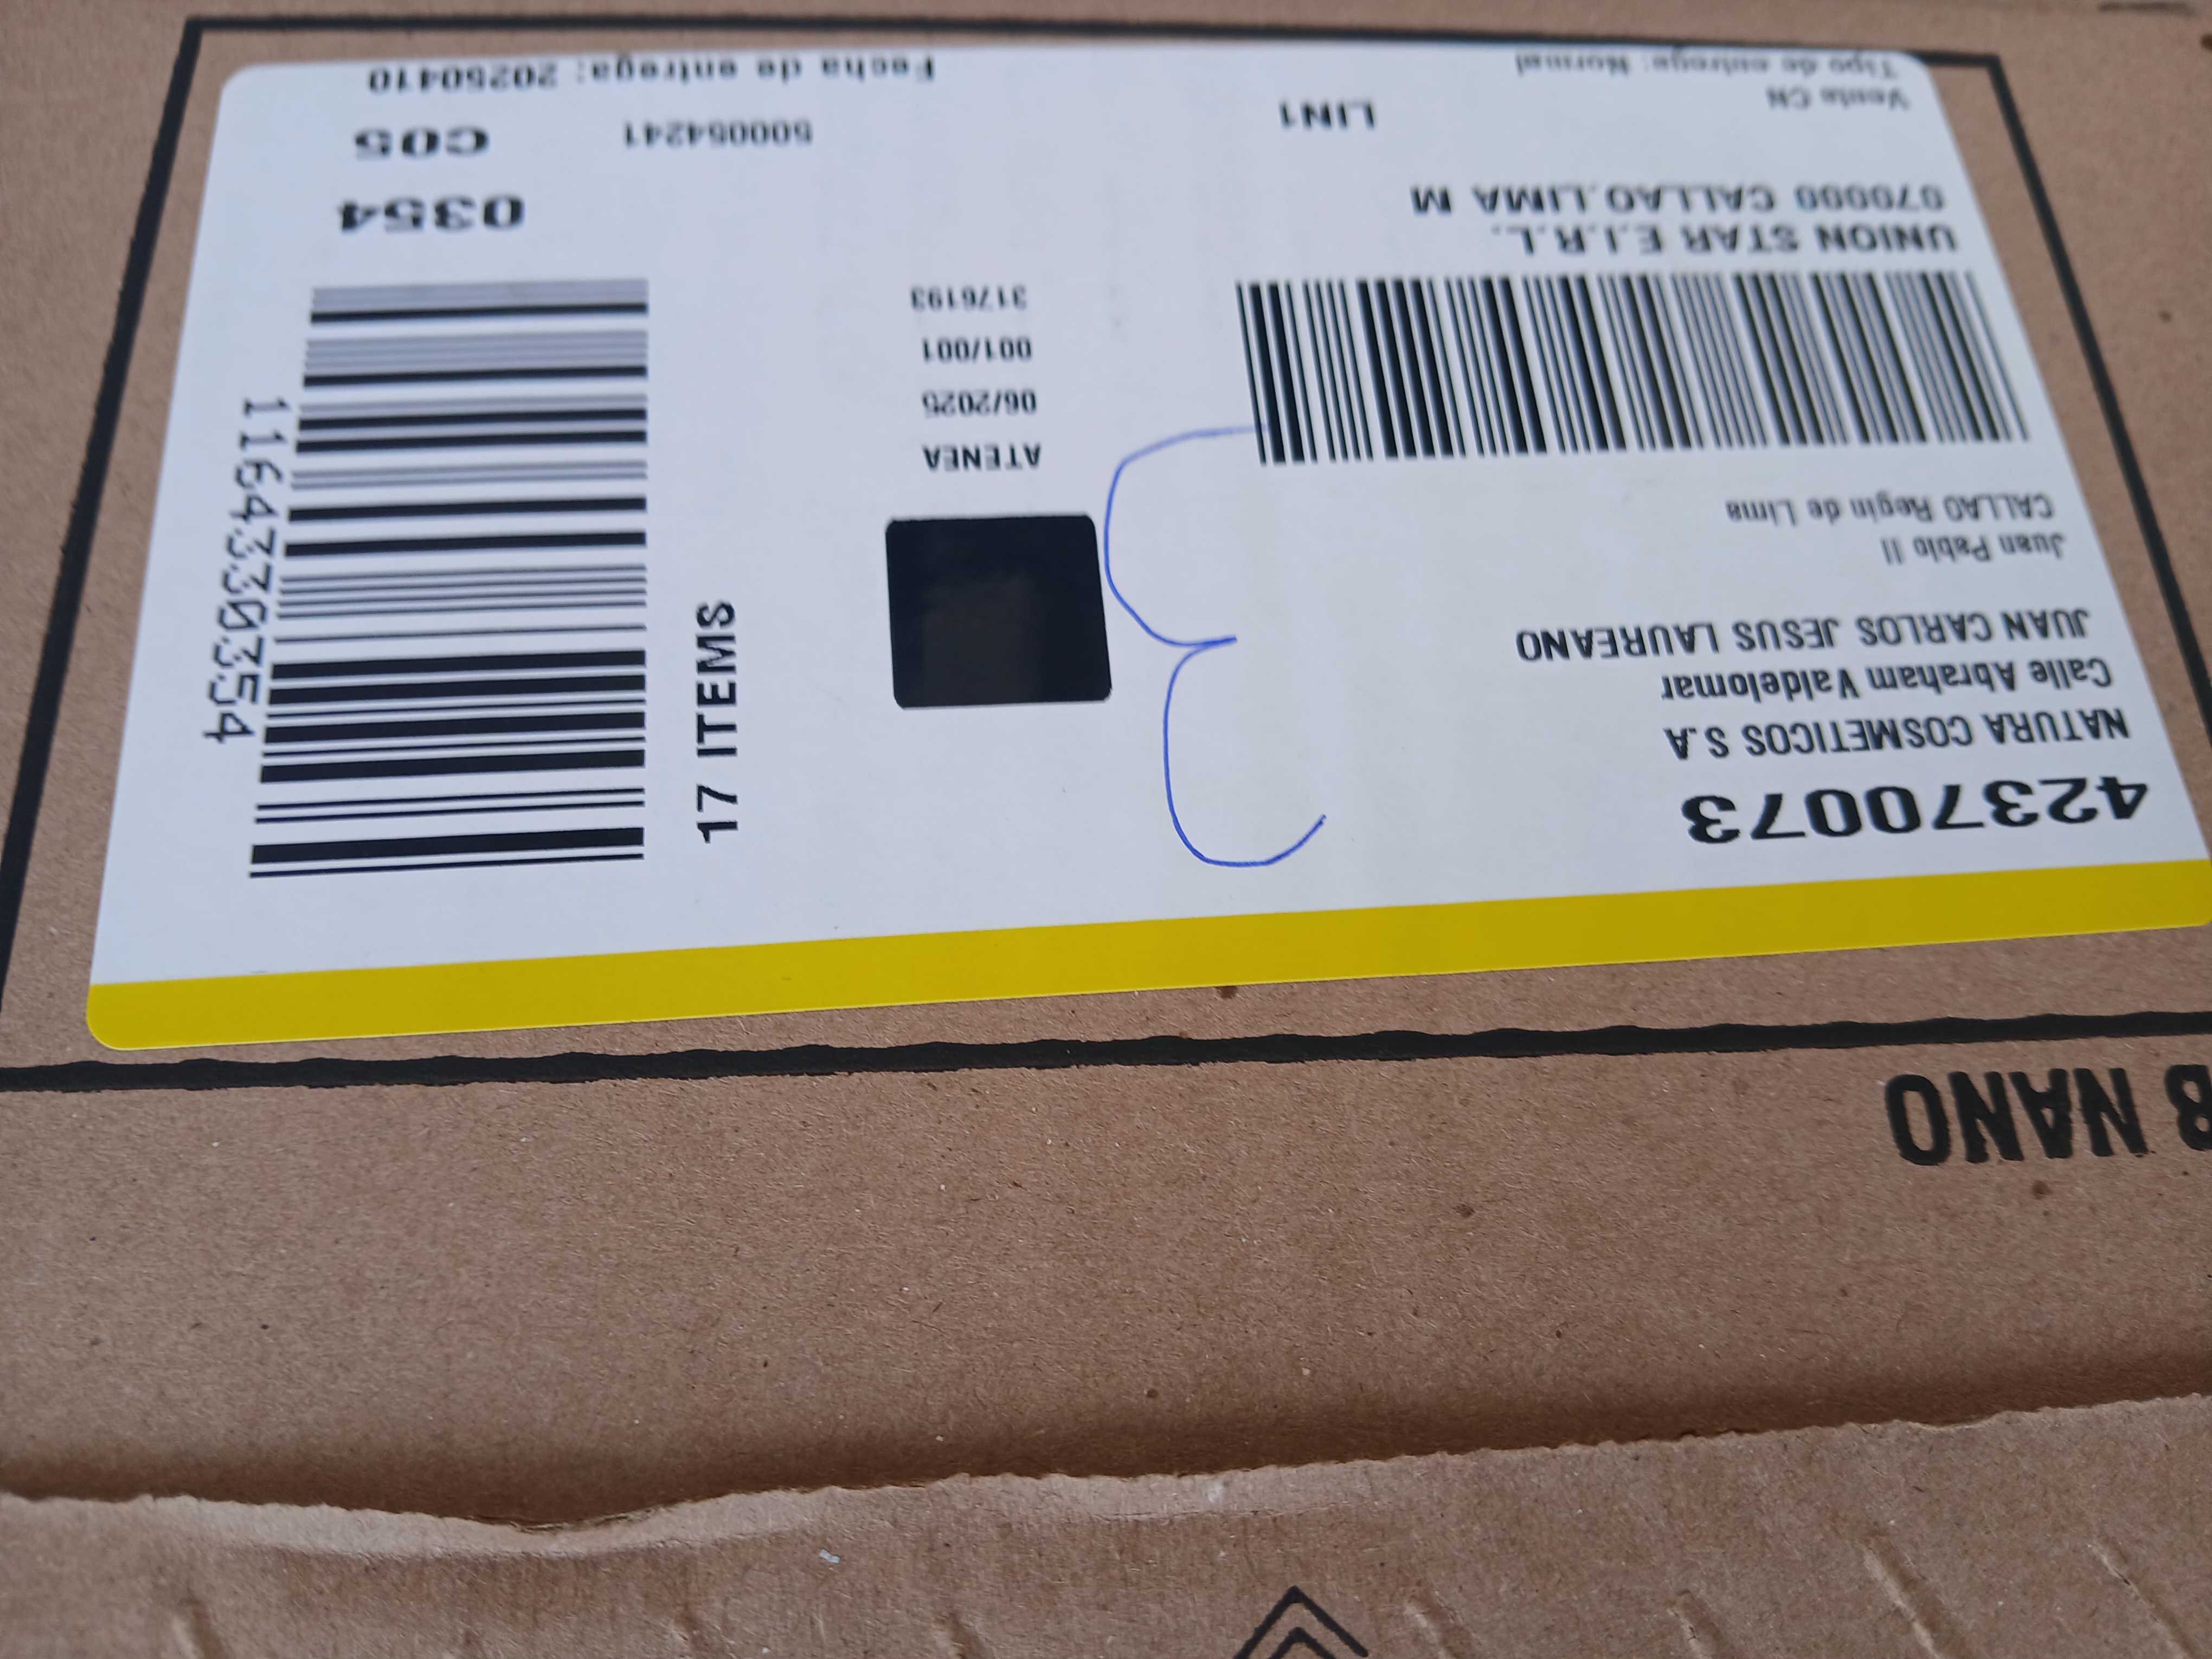 42370073
NATURA COSMETICOS S.A
Calle Abraham Valdelomar
JUAN CARLOS JESUS LAUREANO
Juan Pablo II
CALLAO Regin de Lima
UNION STAR E.I.R.L.
070000 CALLAO.LIMA M
Venta CN
Tipo de entrega: Normal
LIN1
3
ATENEA
06/2025
001/001
3176193
17 ITEMS
11643730354
0354
C05
500054241
Fecha de entrega: 20250410
B NANO